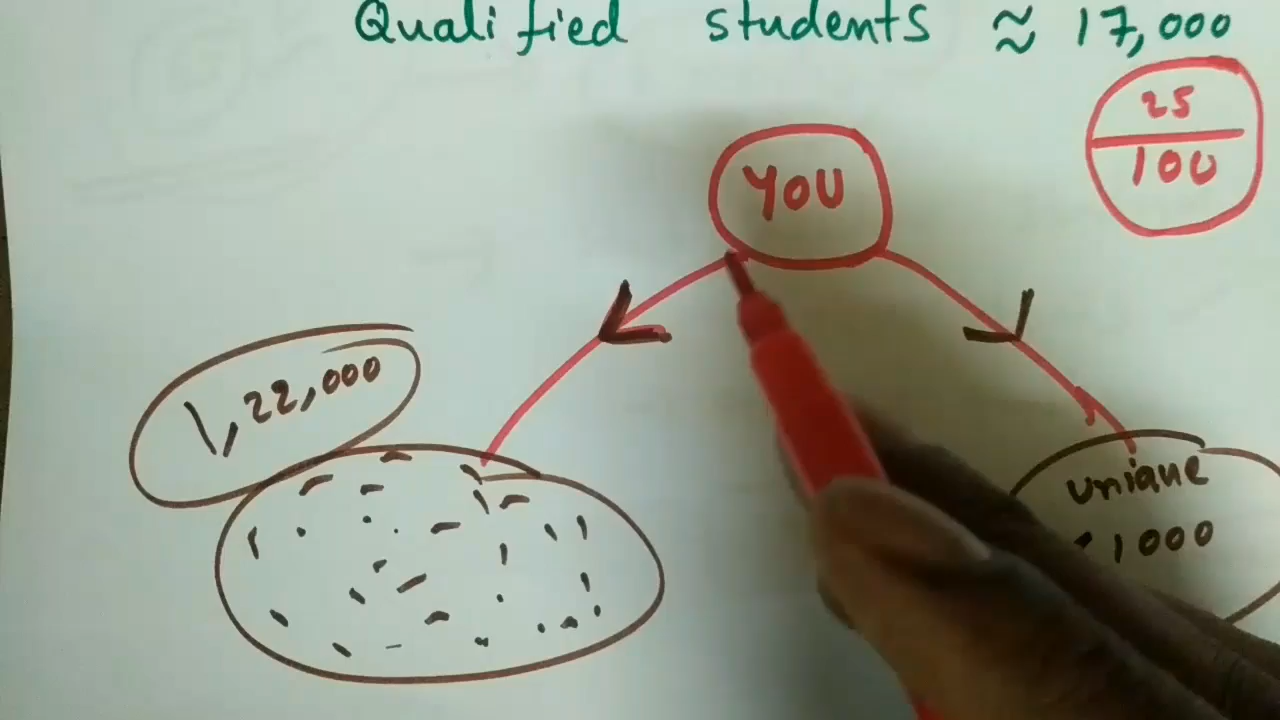 Qualified students ≈ 17,000
25
100
YOU
1,22,000
unique
1000